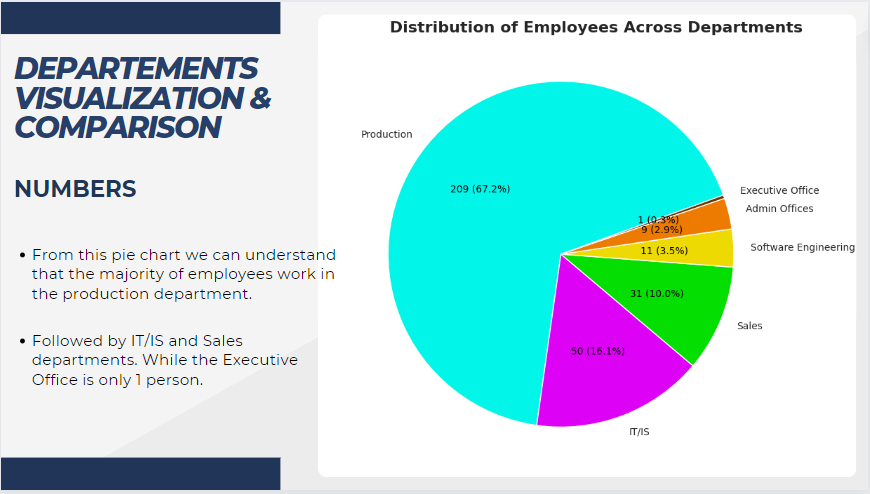 DEPARTEMENTS
VISUALIZATION &
COMPARISON
NUMBERS
• From this pie chart we can understand
that the majority of employees work in
the production department.
• Followed by IT/IS and Sales
departments. While the Executive
Office is only 1 person.
Distribution of Employees Across Departments
Production
209 (67.2%)
Executive Office
1 (0.3%)
Admin Offices
9 (2.9%)
Software Engineering
11 (3.5%)
Sales
31 (10.0%)
IT/IS
50 (16.1%)